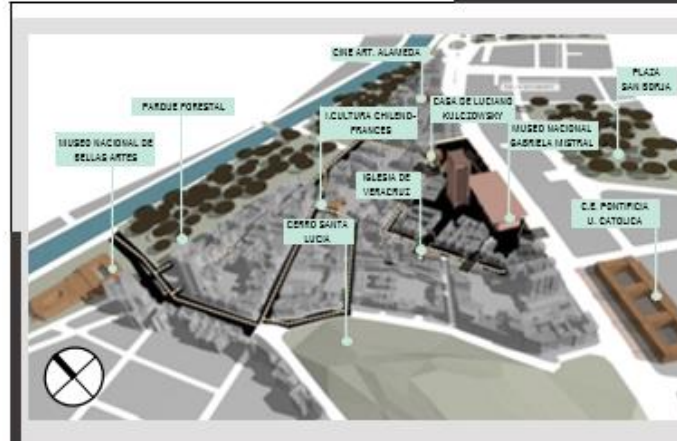 CINE ART. ALAMEDA
PLAZA
SAN BORJA
PARQUE FORESTAL
I.CULTURA CHILENO-
FRANCES
CASA DE LUCIANO
KULCZOWSKY
MUSEO NACIONAL
GABRIELA MISTRAL
MUSEO NACIONAL DE
BELLAS ARTES
IGLESIA DE
VERACRUZ
CERRO SANTA
LUCIA
C.E. PONTIFICIA
U. CATOLICA